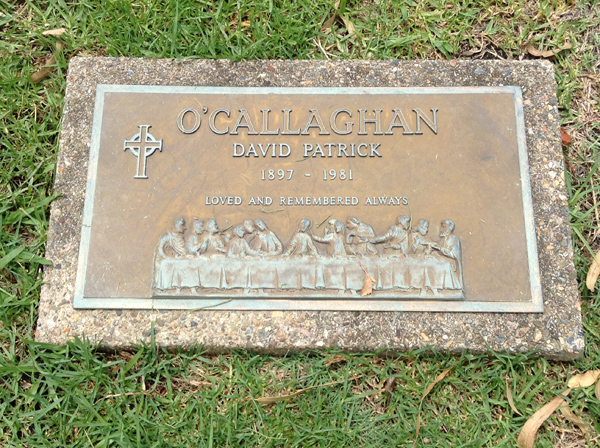 O'CALLAGHAN
DAVID PATRICK
1897 - 1981
LOVED AND REMEMBERED ALWAYS